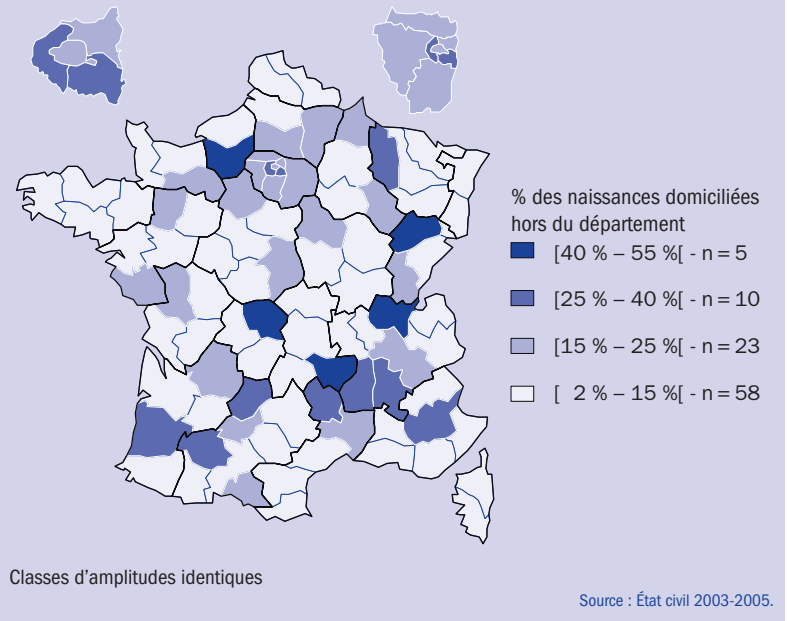 % des naissances domiciliées
hors du département
[40 % – 55 %[ - n = 5
[25 % – 40 %[ - n = 10
[15 % – 25 %[ - n = 23
[ 2 % – 15 %[ - n = 58
Classes d’amplitudes identiques
Source : État civil 2003-2005.